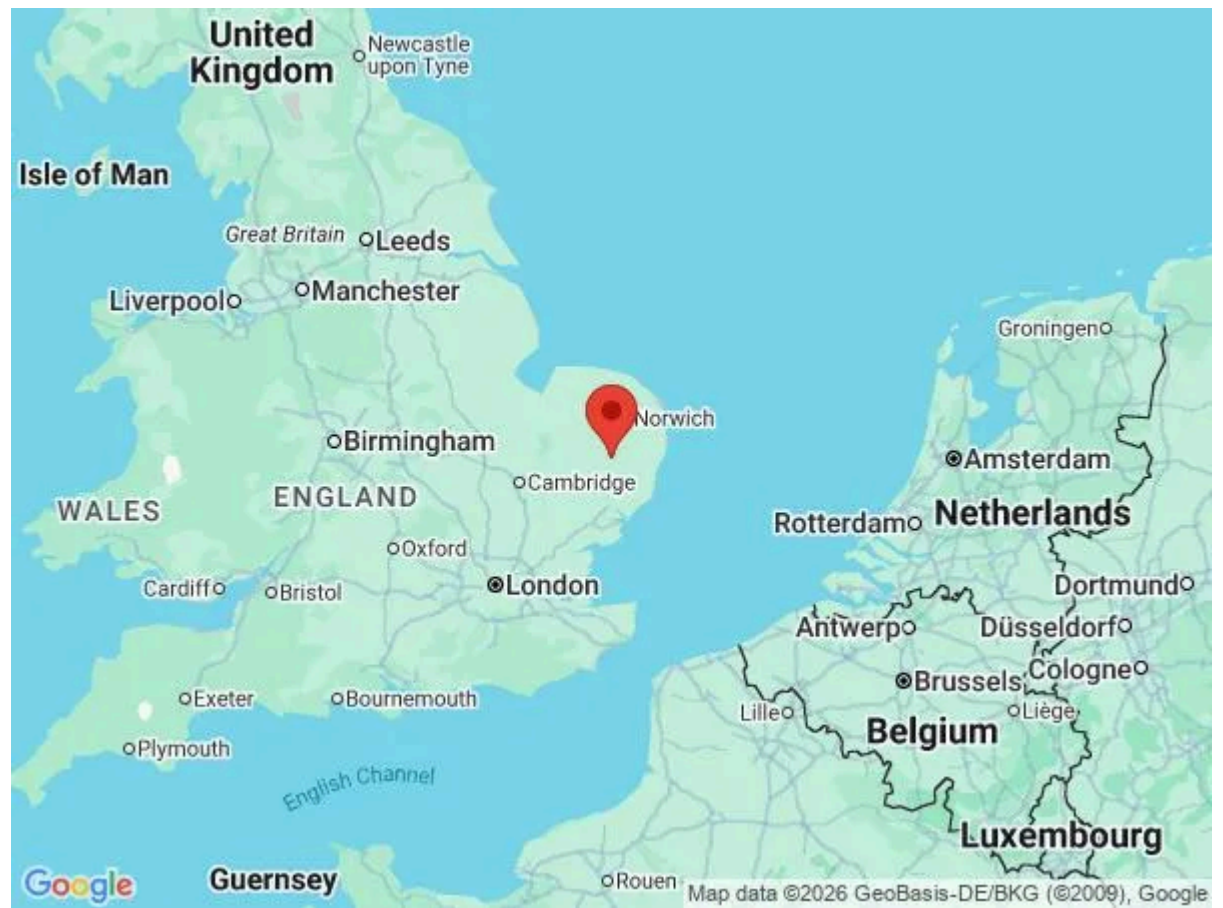 United
Kingdom
Newcastle
upon Tyne
Isle of Man
Great Britain
Leeds
Liverpool
Manchester
Groningen
Norwich
Birmingham
Amsterdam
Cambridge
WALES
ENGLAND
Rotterdam
Netherlands
Oxford
Cardiff
Bristol
London
Dortmund
Antwerp
Düsseldorf
Cologne
Brussels
Exeter
Bournemouth
Lille
Liège
Belgium
Plymouth
English Channel
Luxembourg
Google
Guernsey
Rouen
Map data ©2026 GeoBasis-DE/BKG (©2009), Google